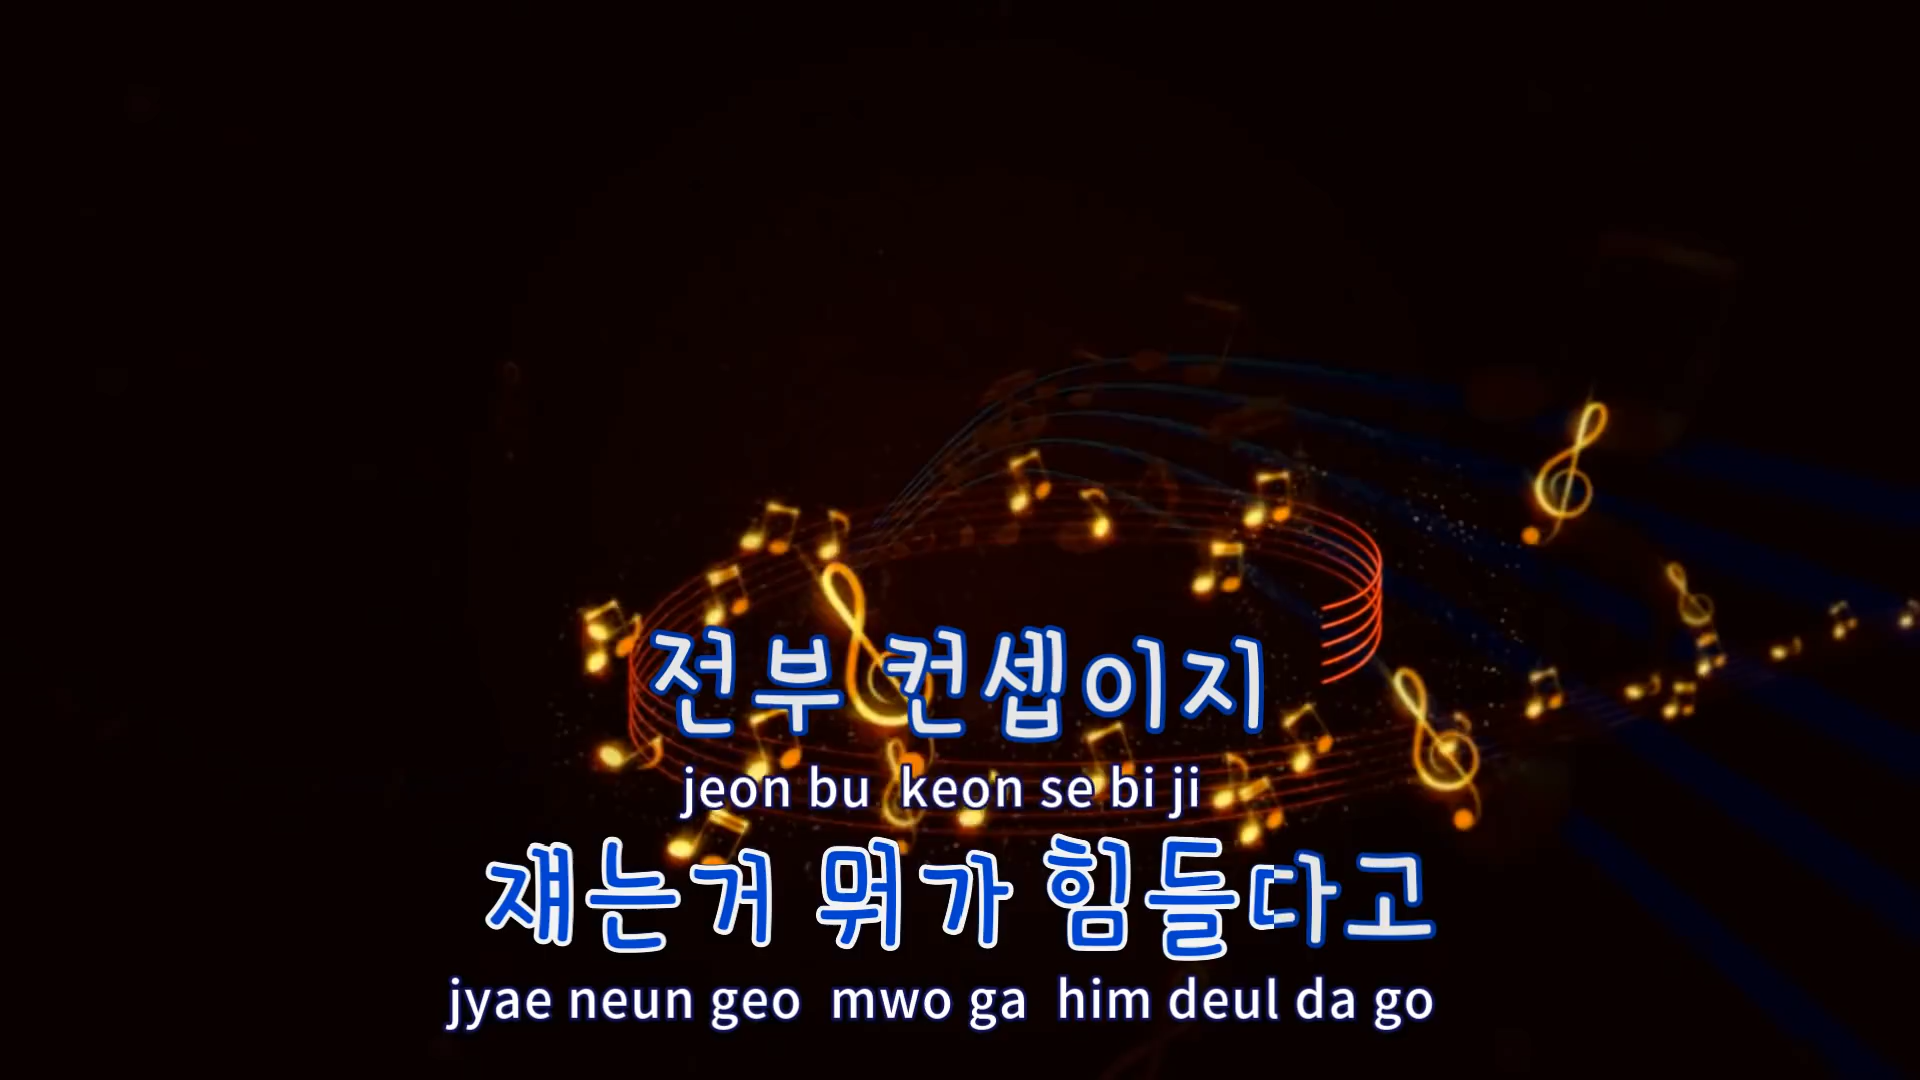 전부 컨셉이지
jeon bu keon se bi ji
쟤는거 뭐가 힘들다고
jyae neun geo mwo ga him deul da go